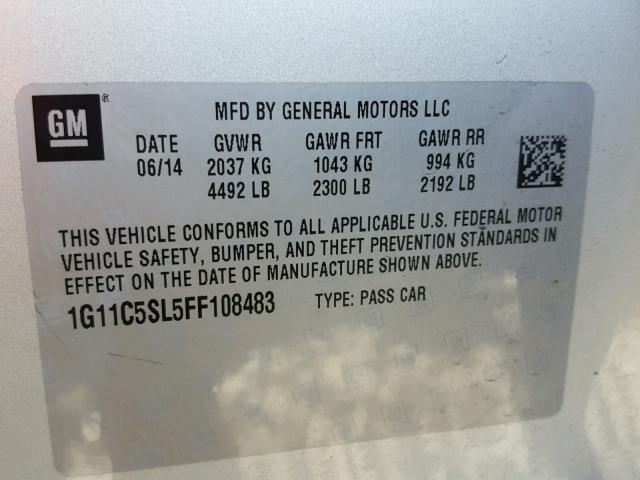 GM ® MFD BY GENERAL MOTORS LLC
DATE GVWR GAWR FRT GAWR RR
06/14 2037 KG 1043 KG 994 KG
4492 LB 2300 LB 2192 LB
THIS VEHICLE CONFORMS TO ALL APPLICABLE U.S. FEDERAL MOTOR
VEHICLE SAFETY, BUMPER, AND THEFT PREVENTION STANDARDS IN
EFFECT ON THE DATE OF MANUFACTURE SHOWN ABOVE.
1G11C5SL5FF108483 TYPE: PASS CAR